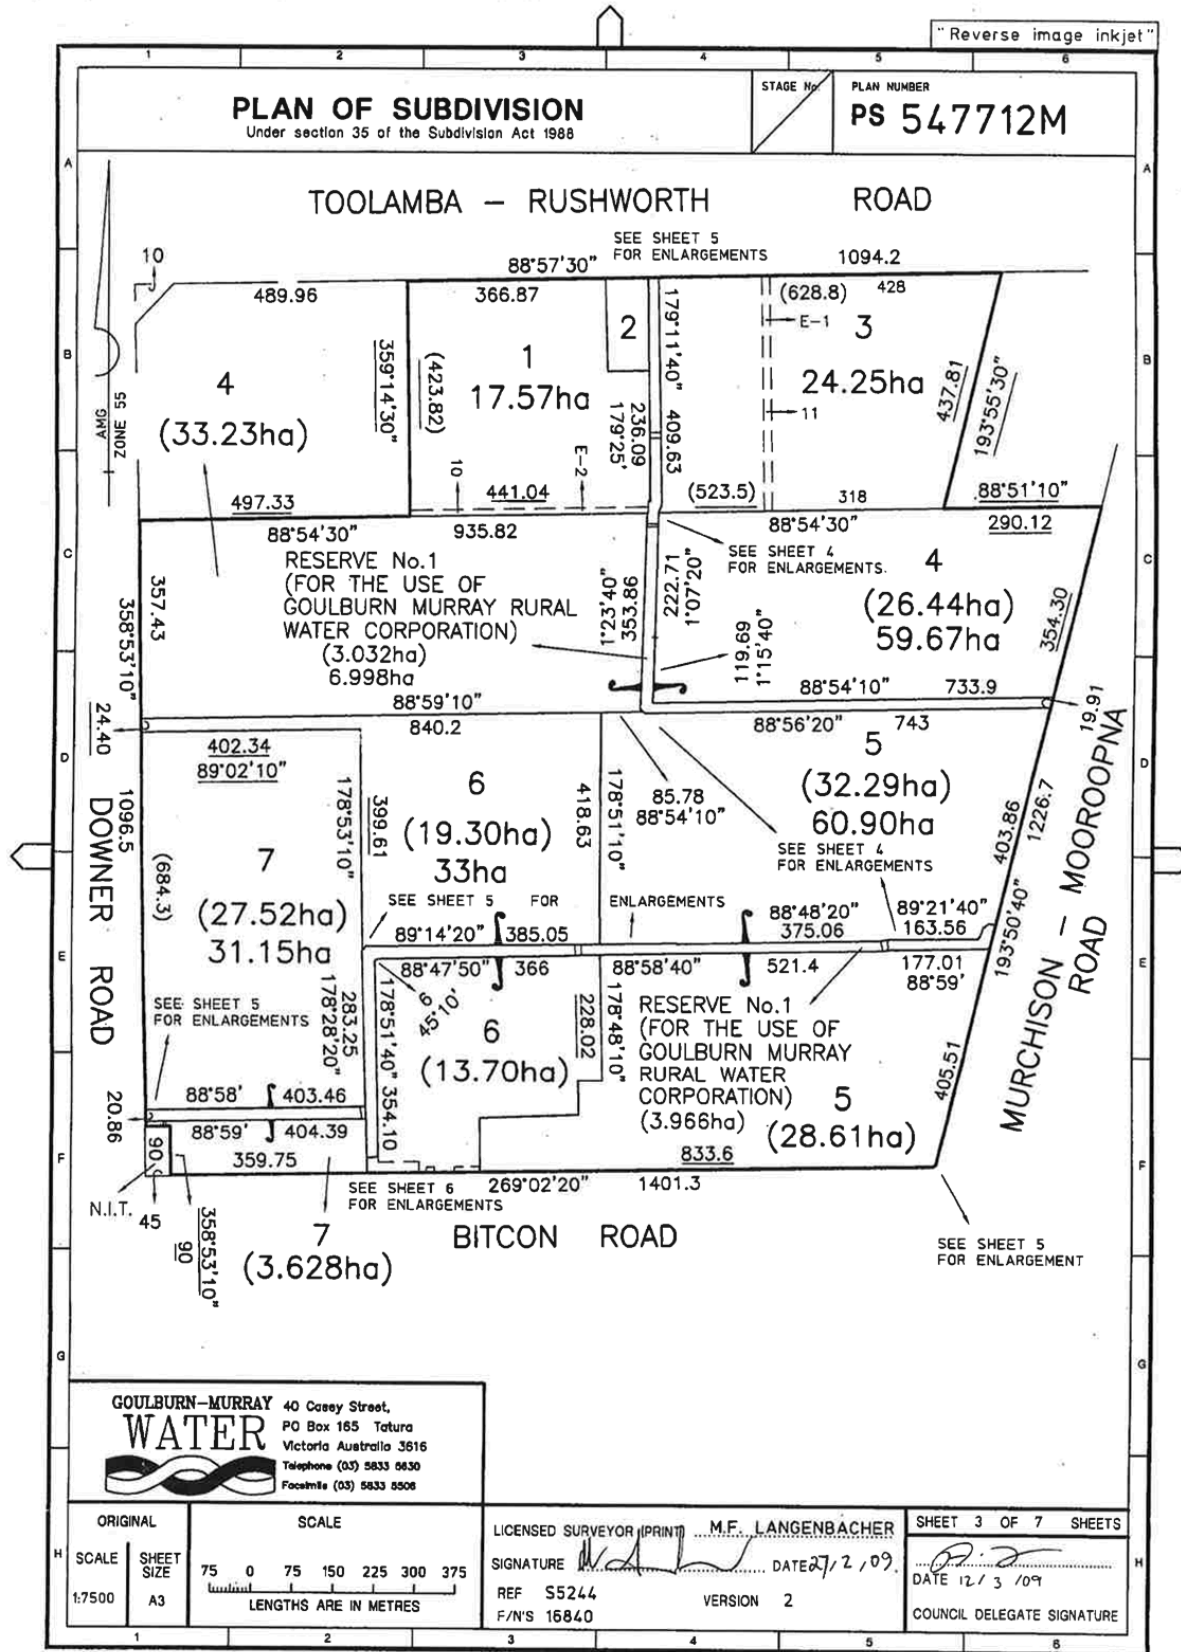 "Reverse image inkjet"
1 2 3 4 5 6
PLAN OF SUBDIVISION
Under section 35 of the Subdivision Act 1988
STAGE No.
PLAN NUMBER
PS 547712M
A
A
TOOLAMBA - RUSHWORTH ROAD
SEE SHEET 5
FOR ENLARGEMENTS
10
88°57'30"
1094.2
489.96
366.87
(628.8)
428
E-1
179°11'40"
409.63
2
3
24.25ha
11
B
B
359°14'30"
(423.82)
1
17.57ha
236.09
179°25'
437.81
193°55'30"
4
(33.23ha)
AMG
ZONE 55
10
E-2
497.33
441.04
(523.5)
318
88°51'10"
88°54'30"
935.82
88°54'30"
290.12
C
C
RESERVE No.1
(FOR THE USE OF
GOULBURN MURRAY RURAL
WATER CORPORATION)
(3.032ha)
6.998ha
SEE SHEET 4
FOR ENLARGEMENTS.
4
(26.44ha)
59.67ha
357.43
358°53'10"
1°23'40"
353.86
222.71
1°07'20"
119.69
1°15'40"
354.30
88°59'10"
88°54'10"
733.9
19.91
24.40
840.2
88°56'20"
743
D
D
402.34
89°02'10"
5
(32.29ha)
60.90ha
6
(19.30ha)
33ha
85.78
88°54'10"
SEE SHEET 4
FOR ENLARGEMENTS
178°53'10"
399.61
418.63
178°51'10"
403.86
1226.7
1096.5
DOWNER ROAD
(684.3)
7
(27.52ha)
31.15ha
SEE SHEET 5 FOR ENLARGEMENTS
88°48'20"
375.06
89°21'40"
163.56
193°50'40"
MURCHISON - MOOROOPNA
ROAD
E
E
89°14'20"
385.05
88°47'50"
366
88°58'40"
521.4
177.01
88°59'
6
45°10'
SEE SHEET 5
FOR ENLARGEMENTS
283.25
178°28'20"
178°51'40"
354.10
6
(13.70ha)
228.02
178°48'10"
RESERVE No.1
(FOR THE USE OF
GOULBURN MURRAY
RURAL WATER
CORPORATION)
(3.966ha)
5
(28.61ha)
405.51
20.86
88°58'
403.46
88°59'
404.39
F
F
90.
359.75
833.6
N.I.T.
45
358°53'10"
90
SEE SHEET 6
FOR ENLARGEMENTS
269°02'20"
1401.3
7
(3.628ha)
BITCON ROAD
SEE SHEET 5
FOR ENLARGEMENT
G
G
GOULBURN-MURRAY
WATER
40 Casey Street,
PO Box 165 Tatura
Victoria Australia 3616
Telephone (03) 5833 5530
Facsimile (03) 5833 5506
H
H
ORIGINAL
SCALE
1:7500
SHEET
SIZE
A3
SCALE
75 0 75 150 225 300 375
LENGTHS ARE IN METRES
LICENSED SURVEYOR (PRINT) M.F. LANGENBACHER
SIGNATURE DATE 27/2/09.
REF S5244
VERSION 2
F/N'S 16840
SHEET 3 OF 7 SHEETS
DATE 12/3/09
COUNCIL DELEGATE SIGNATURE
1 2 3 4 5 6